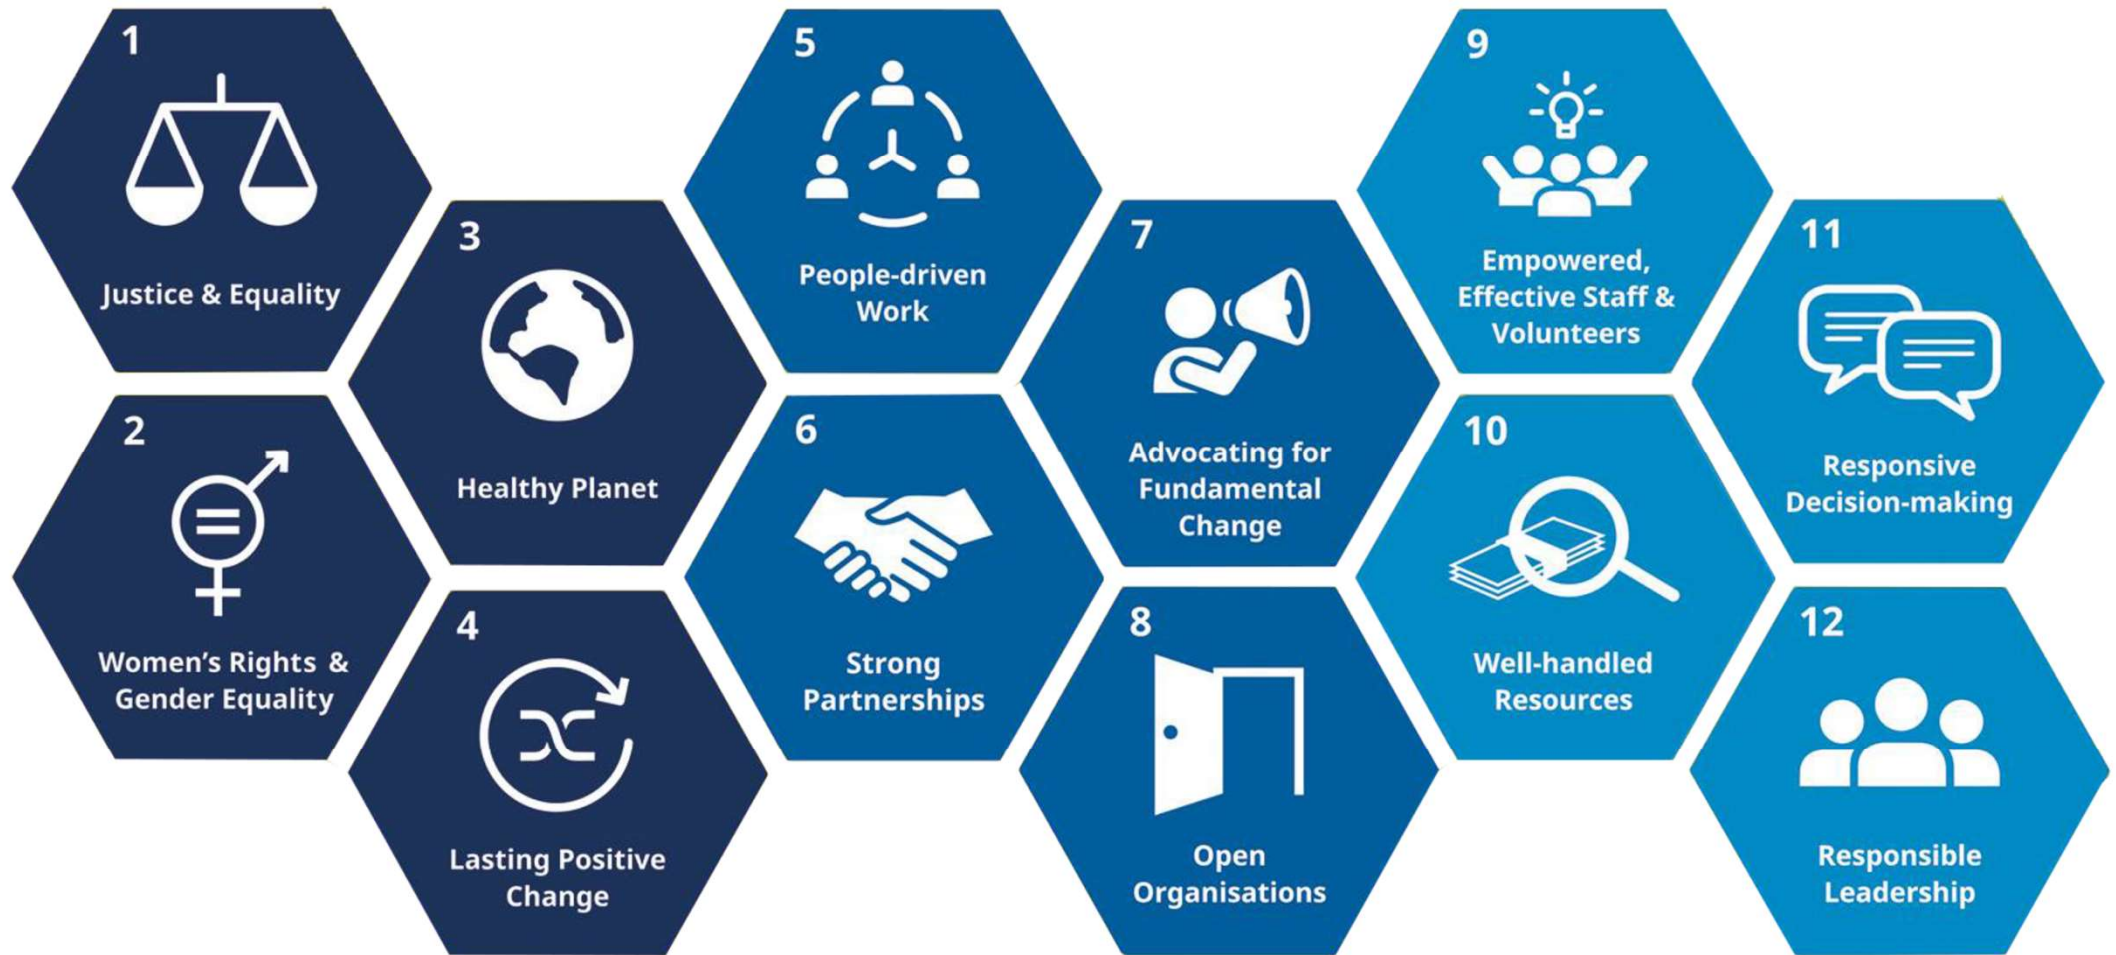 1
Justice & Equality
2
Women’s Rights &
Gender Equality
3
Healthy Planet
4
Lasting Positive
Change
5
People-driven
Work
6
Strong
Partnerships
7
Advocating for
Fundamental
Change
8
Open
Organisations
9
Empowered,
Effective Staff &
Volunteers
10
Well-handled
Resources
11
Responsive
Decision-making
12
Responsible
Leadership